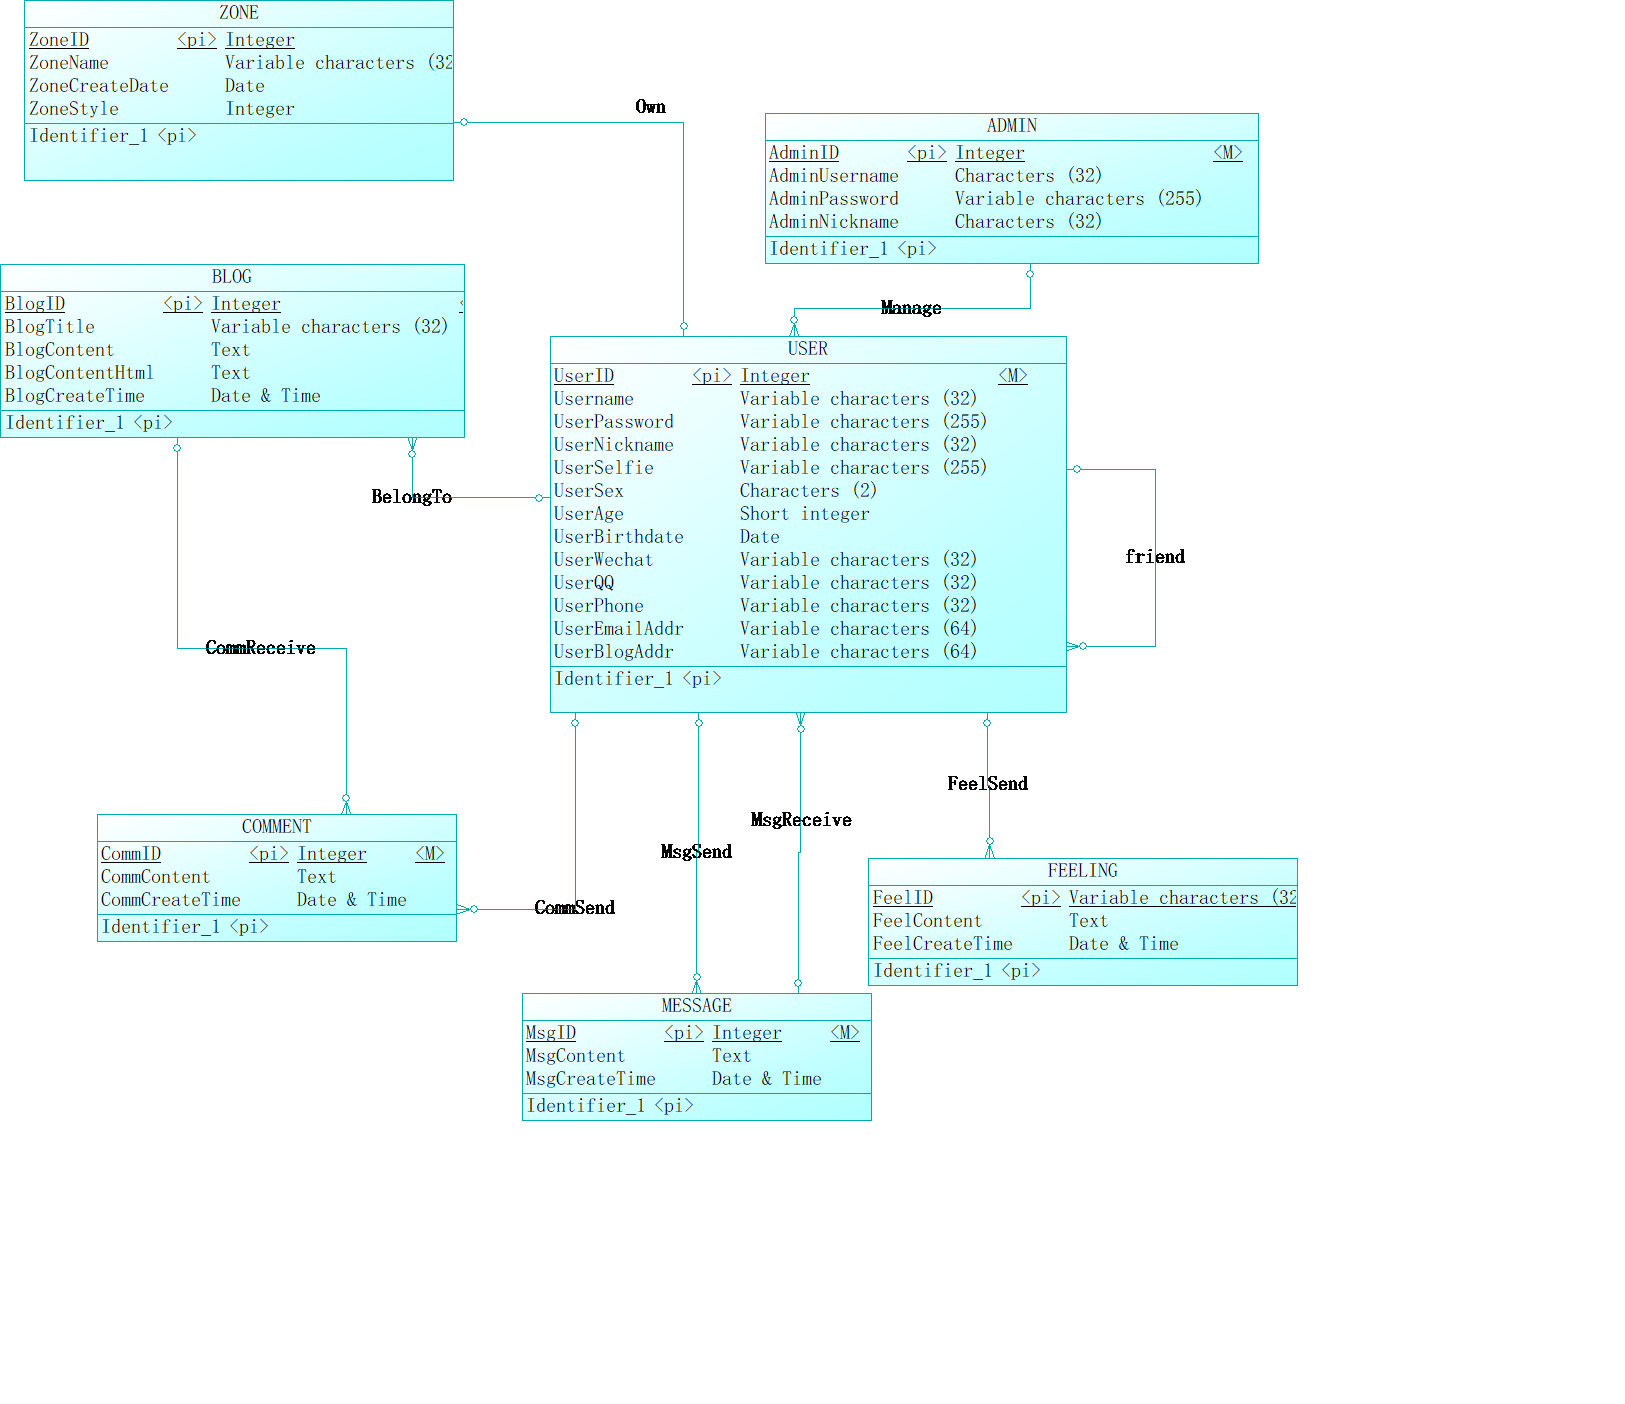 ZONE
ZoneID <pi> Integer
ZoneName Variable characters (32
ZoneCreateDate Date
ZoneStyle Integer
Identifier_1 <pi>
Own
ADMIN
AdminID <pi> Integer <M>
AdminUsername Characters (32)
AdminPassword Variable characters (255)
AdminNickname Characters (32)
Identifier_1 <pi>
BLOG
BlogID <pi> Integer
BlogTitle Variable characters (32)
BlogContent Text
BlogContentHtml Text
BlogCreateTime Date & Time
Identifier_1 <pi>
Manage
USER
UserID <pi> Integer <M>
Username Variable characters (32)
UserPassword Variable characters (255)
UserNickname Variable characters (32)
UserSelfie Variable characters (255)
UserSex Characters (2)
UserAge Short integer
UserBirthdate Date
UserWechat Variable characters (32)
UserQQ Variable characters (32)
UserPhone Variable characters (32)
UserEmailAddr Variable characters (64)
UserBlogAddr Variable characters (64)
Identifier_1 <pi>
BelongTo
friend
CommReceive
FeelSend
MsgReceive
MsgSend
CommSend
COMMENT
CommID <pi> Integer <M>
CommContent Text
CommCreateTime Date & Time
Identifier_1 <pi>
FEELING
FeelID <pi> Variable characters (32
FeelContent Text
FeelCreateTime Date & Time
Identifier_1 <pi>
MESSAGE
MsgID <pi> Integer <M>
MsgContent Text
MsgCreateTime Date & Time
Identifier_1 <pi>